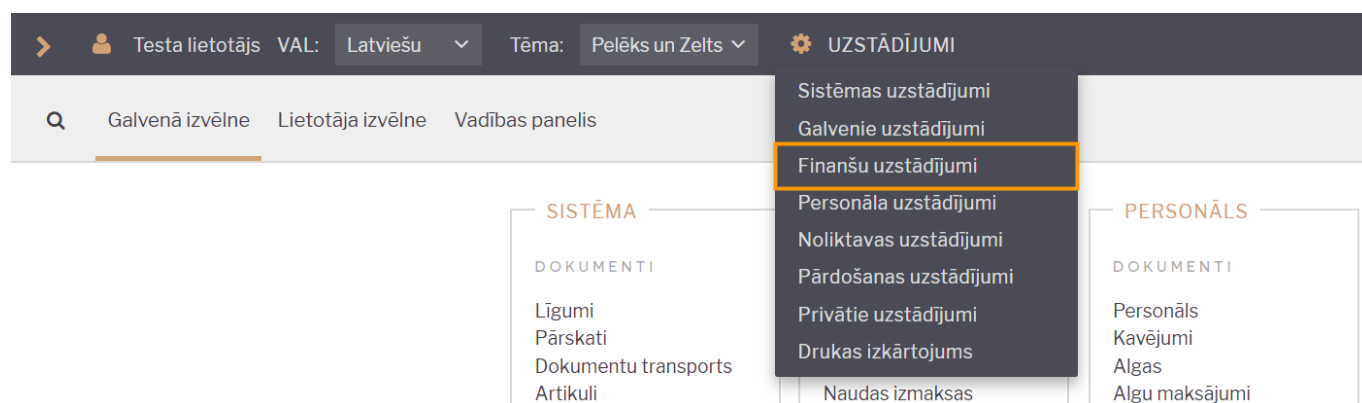 Testa lietotājs VAL: Latviešu Tēma: Pelēks un Zelts UZSTĀDĪJUMI
Galvenā izvēlne Lietotāja izvēlne Vadības panelis
Sistēmas uzstādījumi
Galvenie uzstādījumi
Finanšu uzstādījumi
Personāla uzstādījumi
Noliktavas uzstādījumi
Pārdošanas uzstādījumi
Privātie uzstādījumi
Drukas izkārtojums
SISTĒMA
DOKUMENTI
Līgumi
Pārskati
Dokumentu transports
Artikuli
Naudas izmaksas
PERSONĀLS
DOKUMENTI
Personāls
Kavējumi
Algas
Algu maksājumi